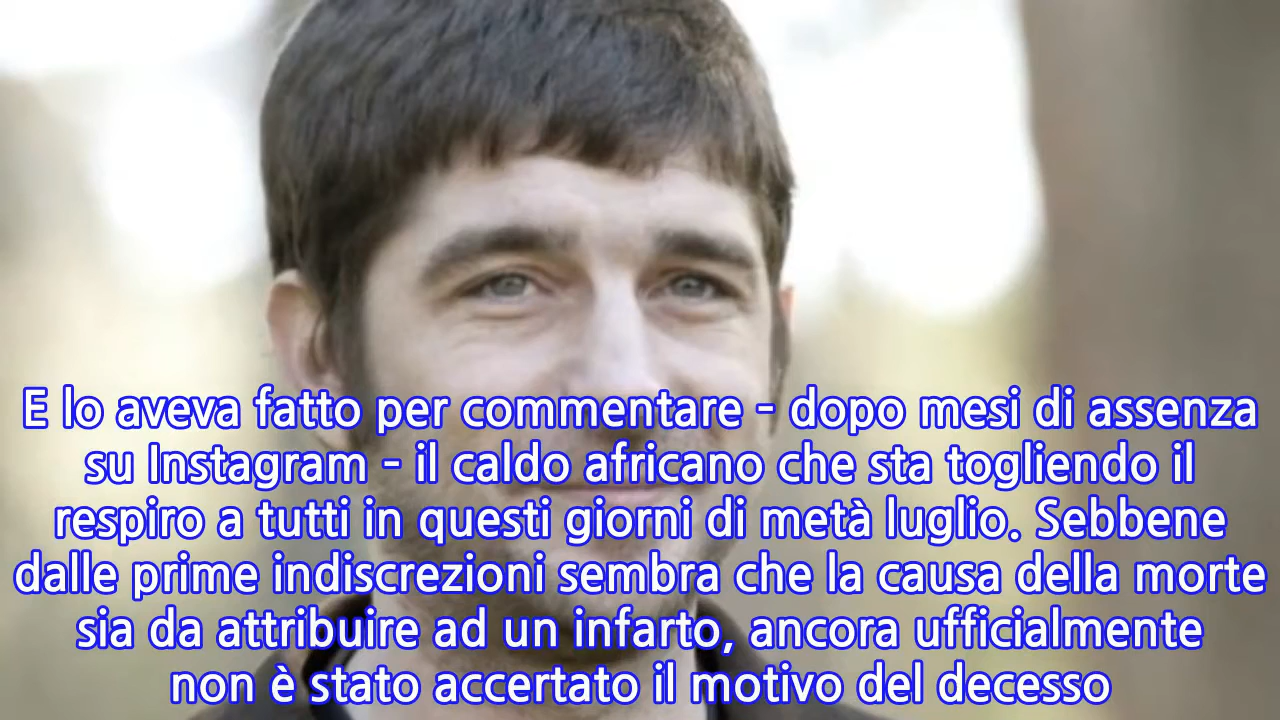 E lo aveva fatto per commentare - dopo mesi di assenza
su Instagram - il caldo africano che sta togliendo il
respiro a tutti in questi giorni di metà luglio. Sebbene
dalle prime indiscrezioni sembra che la causa della morte
sia da attribuire ad un infarto, ancora ufficialmente
non è stato accertato il motivo del decesso